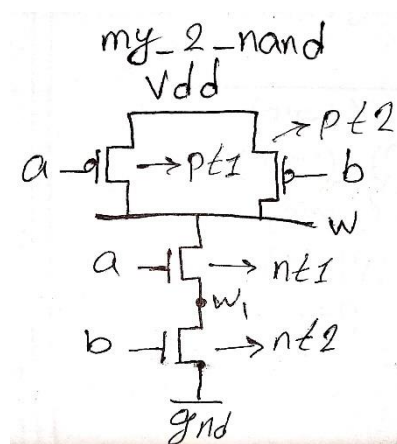 my_2_nand
Vdd
pt2
a pt1 b
w
a nt1
w1
b nt2
gnd